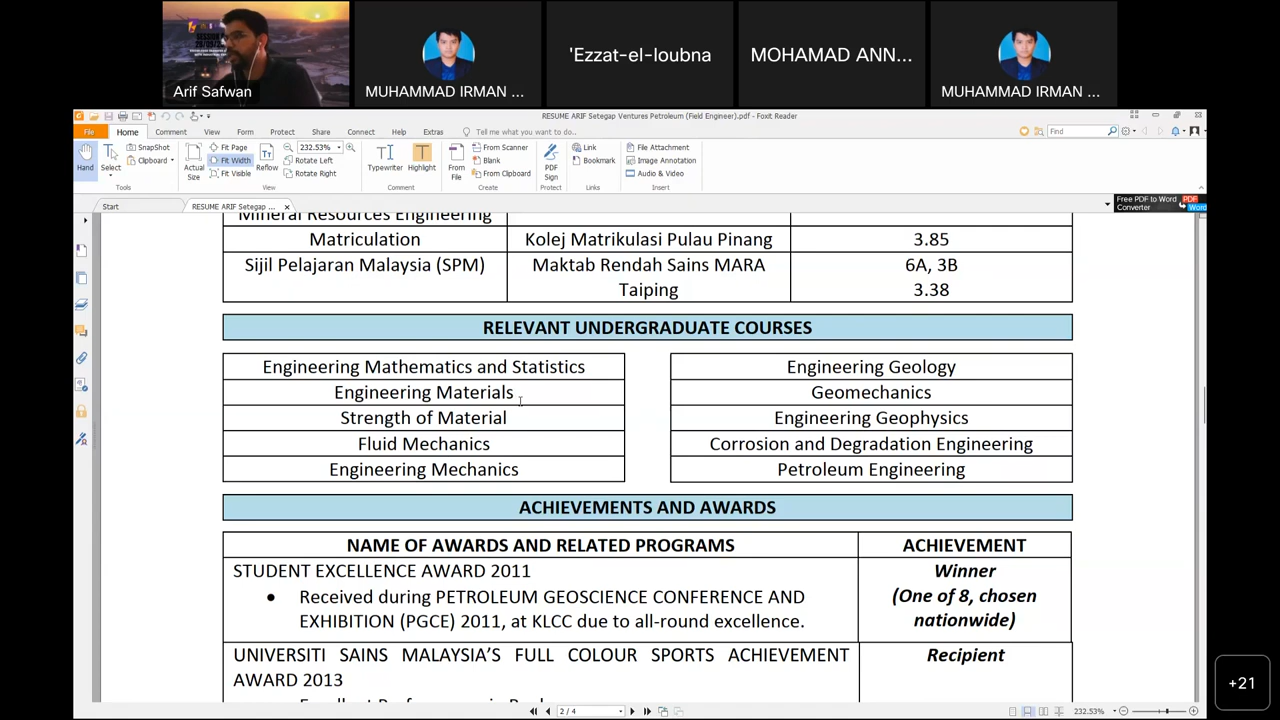 Arif Safwan
MUHAMMAD IRMAN ...
'Ezzat-el-loubna
MOHAMAD ANN...
MUHAMMAD IRMAN ...
RESUME ARIF Setegap Ventures Petroleum (Field Engineer).pdf - Foxit Reader
File Home Comment View Form Protect Share Connect Help Extras Tell me what you want to do.. Find
Hand
Select
SnapShot
Clipboard
Tools
Actual Size
Fit Page
Fit Width
Fit Visible
Reflow
232.53%
Rotate Left
Rotate Right
View
Typewriter
Highlight
Comment
From File
From Scanner
Blank
From Clipboard
Create
PDF Sign
Protect
Link
Bookmark
Links
File Attachment
Image Annotation
Audio & Video
Insert
Start
RESUME ARIF Setegap ...
Free PDF to Word Converter
PDF
Word
Mineral Resources Engineering
Matriculation Kolej Matrikulasi Pulau Pinang 3.85
Sijil Pelajaran Malaysia (SPM) Maktab Rendah Sains MARA 6A, 3B
Taiping 3.38
RELEVANT UNDERGRADUATE COURSES
Engineering Mathematics and Statistics Engineering Geology
Engineering Materials Geomechanics
Strength of Material Engineering Geophysics
Fluid Mechanics Corrosion and Degradation Engineering
Engineering Mechanics Petroleum Engineering
ACHIEVEMENTS AND AWARDS
NAME OF AWARDS AND RELATED PROGRAMS ACHIEVEMENT
STUDENT EXCELLENCE AWARD 2011 Winner
• Received during PETROLEUM GEOSCIENCE CONFERENCE AND (One of 8, chosen
EXHIBITION (PGCE) 2011, at KLCC due to all-round excellence. nationwide)
UNIVERSITI SAINS MALAYSIA'S FULL COLOUR SPORTS ACHIEVEMENT Recipient
AWARD 2013
2 / 4
232.53%
+21